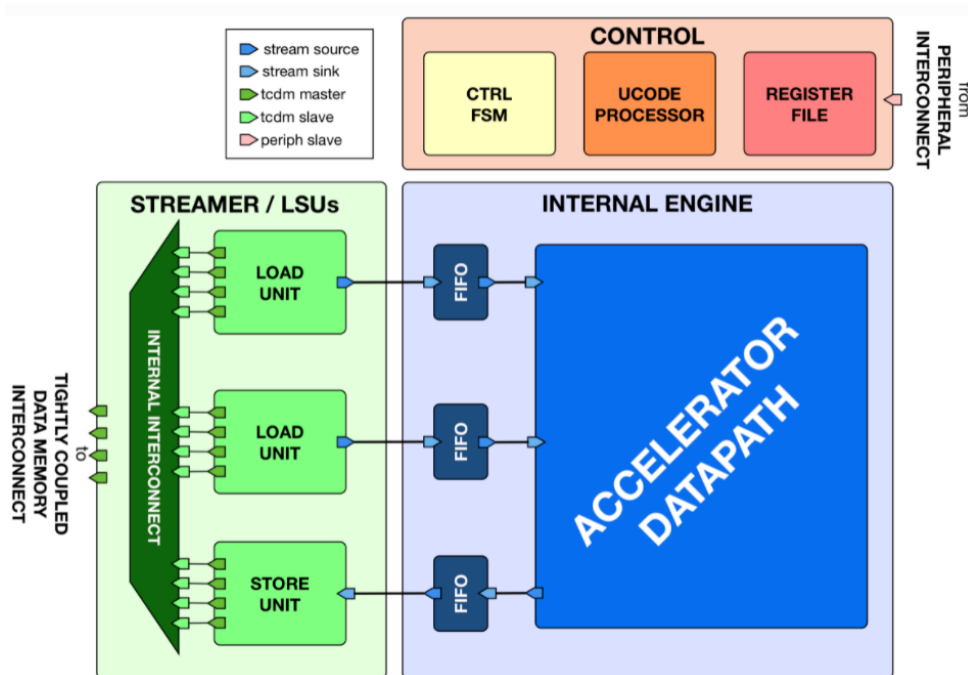 stream source
stream sink
tcdm master
tcdm slave
periph slave
CONTROL
CTRL
FSM
UCODE
PROCESSOR
REGISTER
FILE
from
PERIPHERAL
INTERCONNECT
STREAMER / LSUs
INTERNAL ENGINE
LOAD
UNIT
FIFO
LOAD
UNIT
FIFO
STORE
UNIT
FIFO
INTERNAL INTERCONNECT
ACCELERATOR
DATAPATH
to
TIGHTLY COUPLED
DATA MEMORY
INTERCONNECT